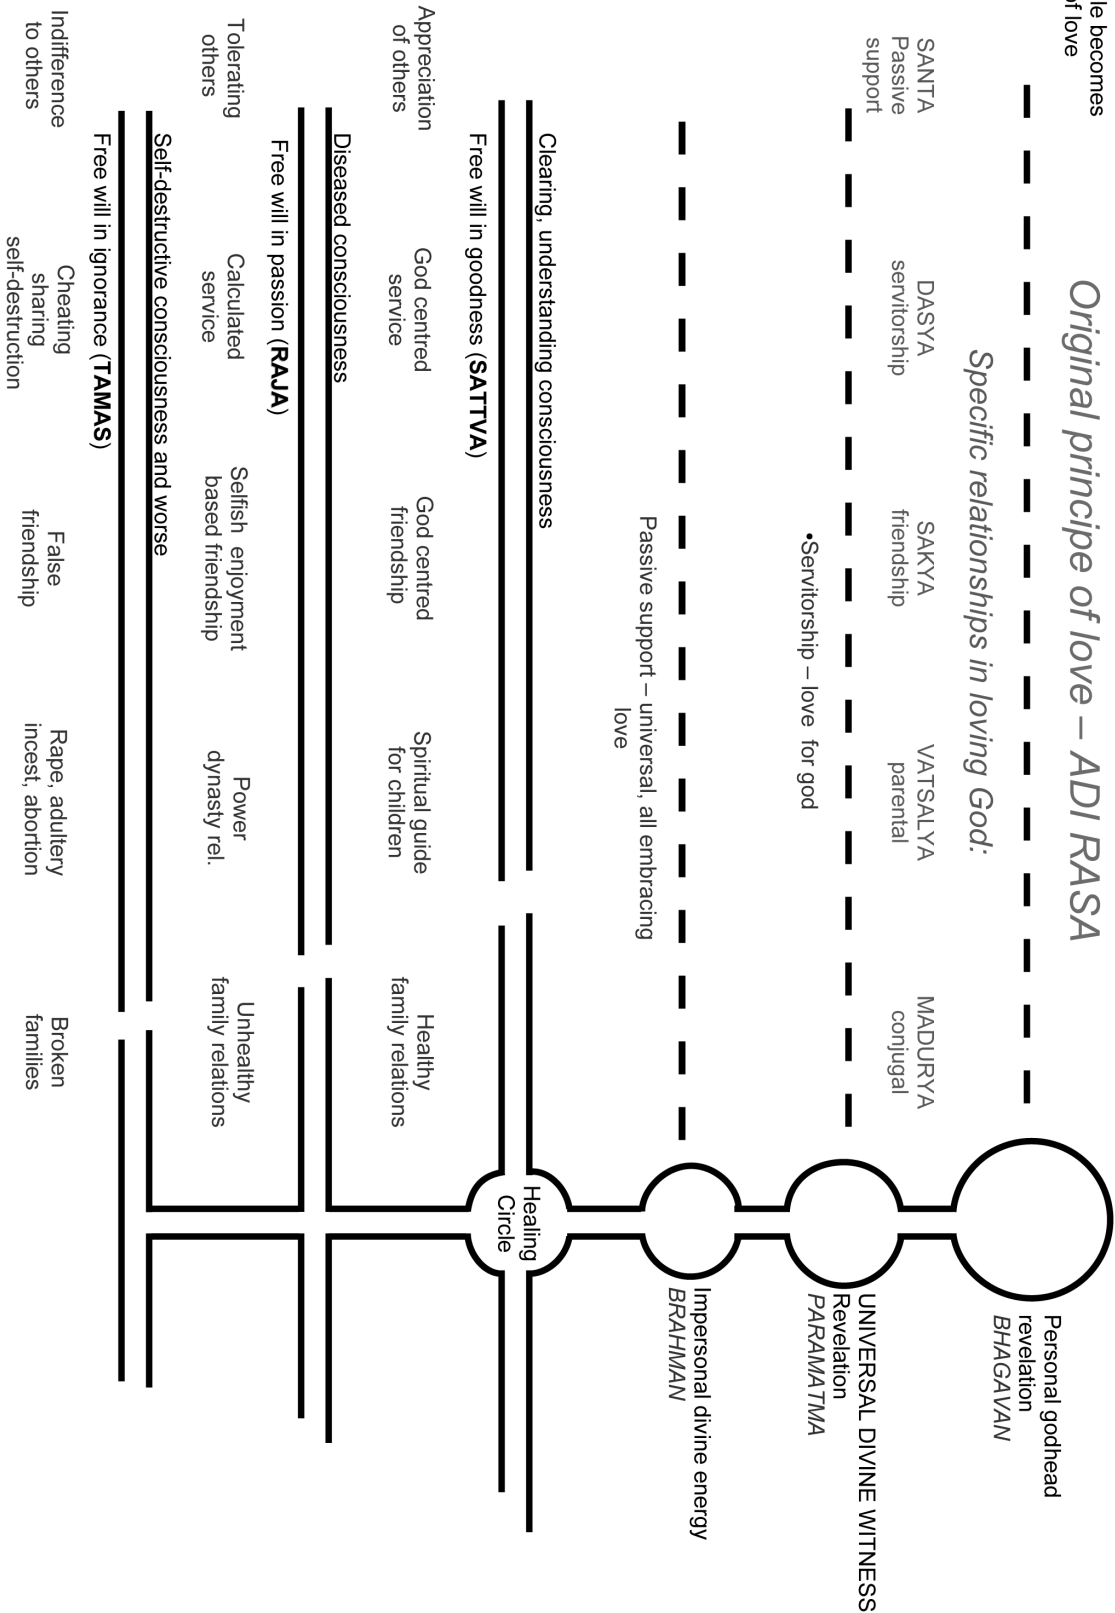 le becomes
of love
Original principe of love – ADI RASA
Personal godhead
revelation
BHAGAVAN
Specific relationships in loving God:
SANTA
Passive
support
DASYA
servitorship
SAKYA
friendship
VATSALYA
parental
MADURYA
conjugal
UNIVERSAL DIVINE WITNESS
Revelation
PARAMATMA
•Servitorship – love for god
Impersonal divine energy
BRAHMAN
Passive support – universal, all embracing
love
Clearing, understanding consciousness
Healing
Circle
Free will in goodness (SATTVA)
Appreciation
of others
God centred
service
God centred
friendship
Spiritual guide
for children
Healthy
family relations
Diseased consciousness
Free will in passion (RAJA)
Tolerating
others
Calculated
service
Selfish enjoyment
based friendship
Power
dynasty rel.
Unhealthy
family relations
Self-destructive consciousness and worse
Free will in ignorance (TAMAS)
Indifference
to others
Cheating
sharing
self-destruction
False
friendship
Rape, adultery
incest, abortion
Broken
families